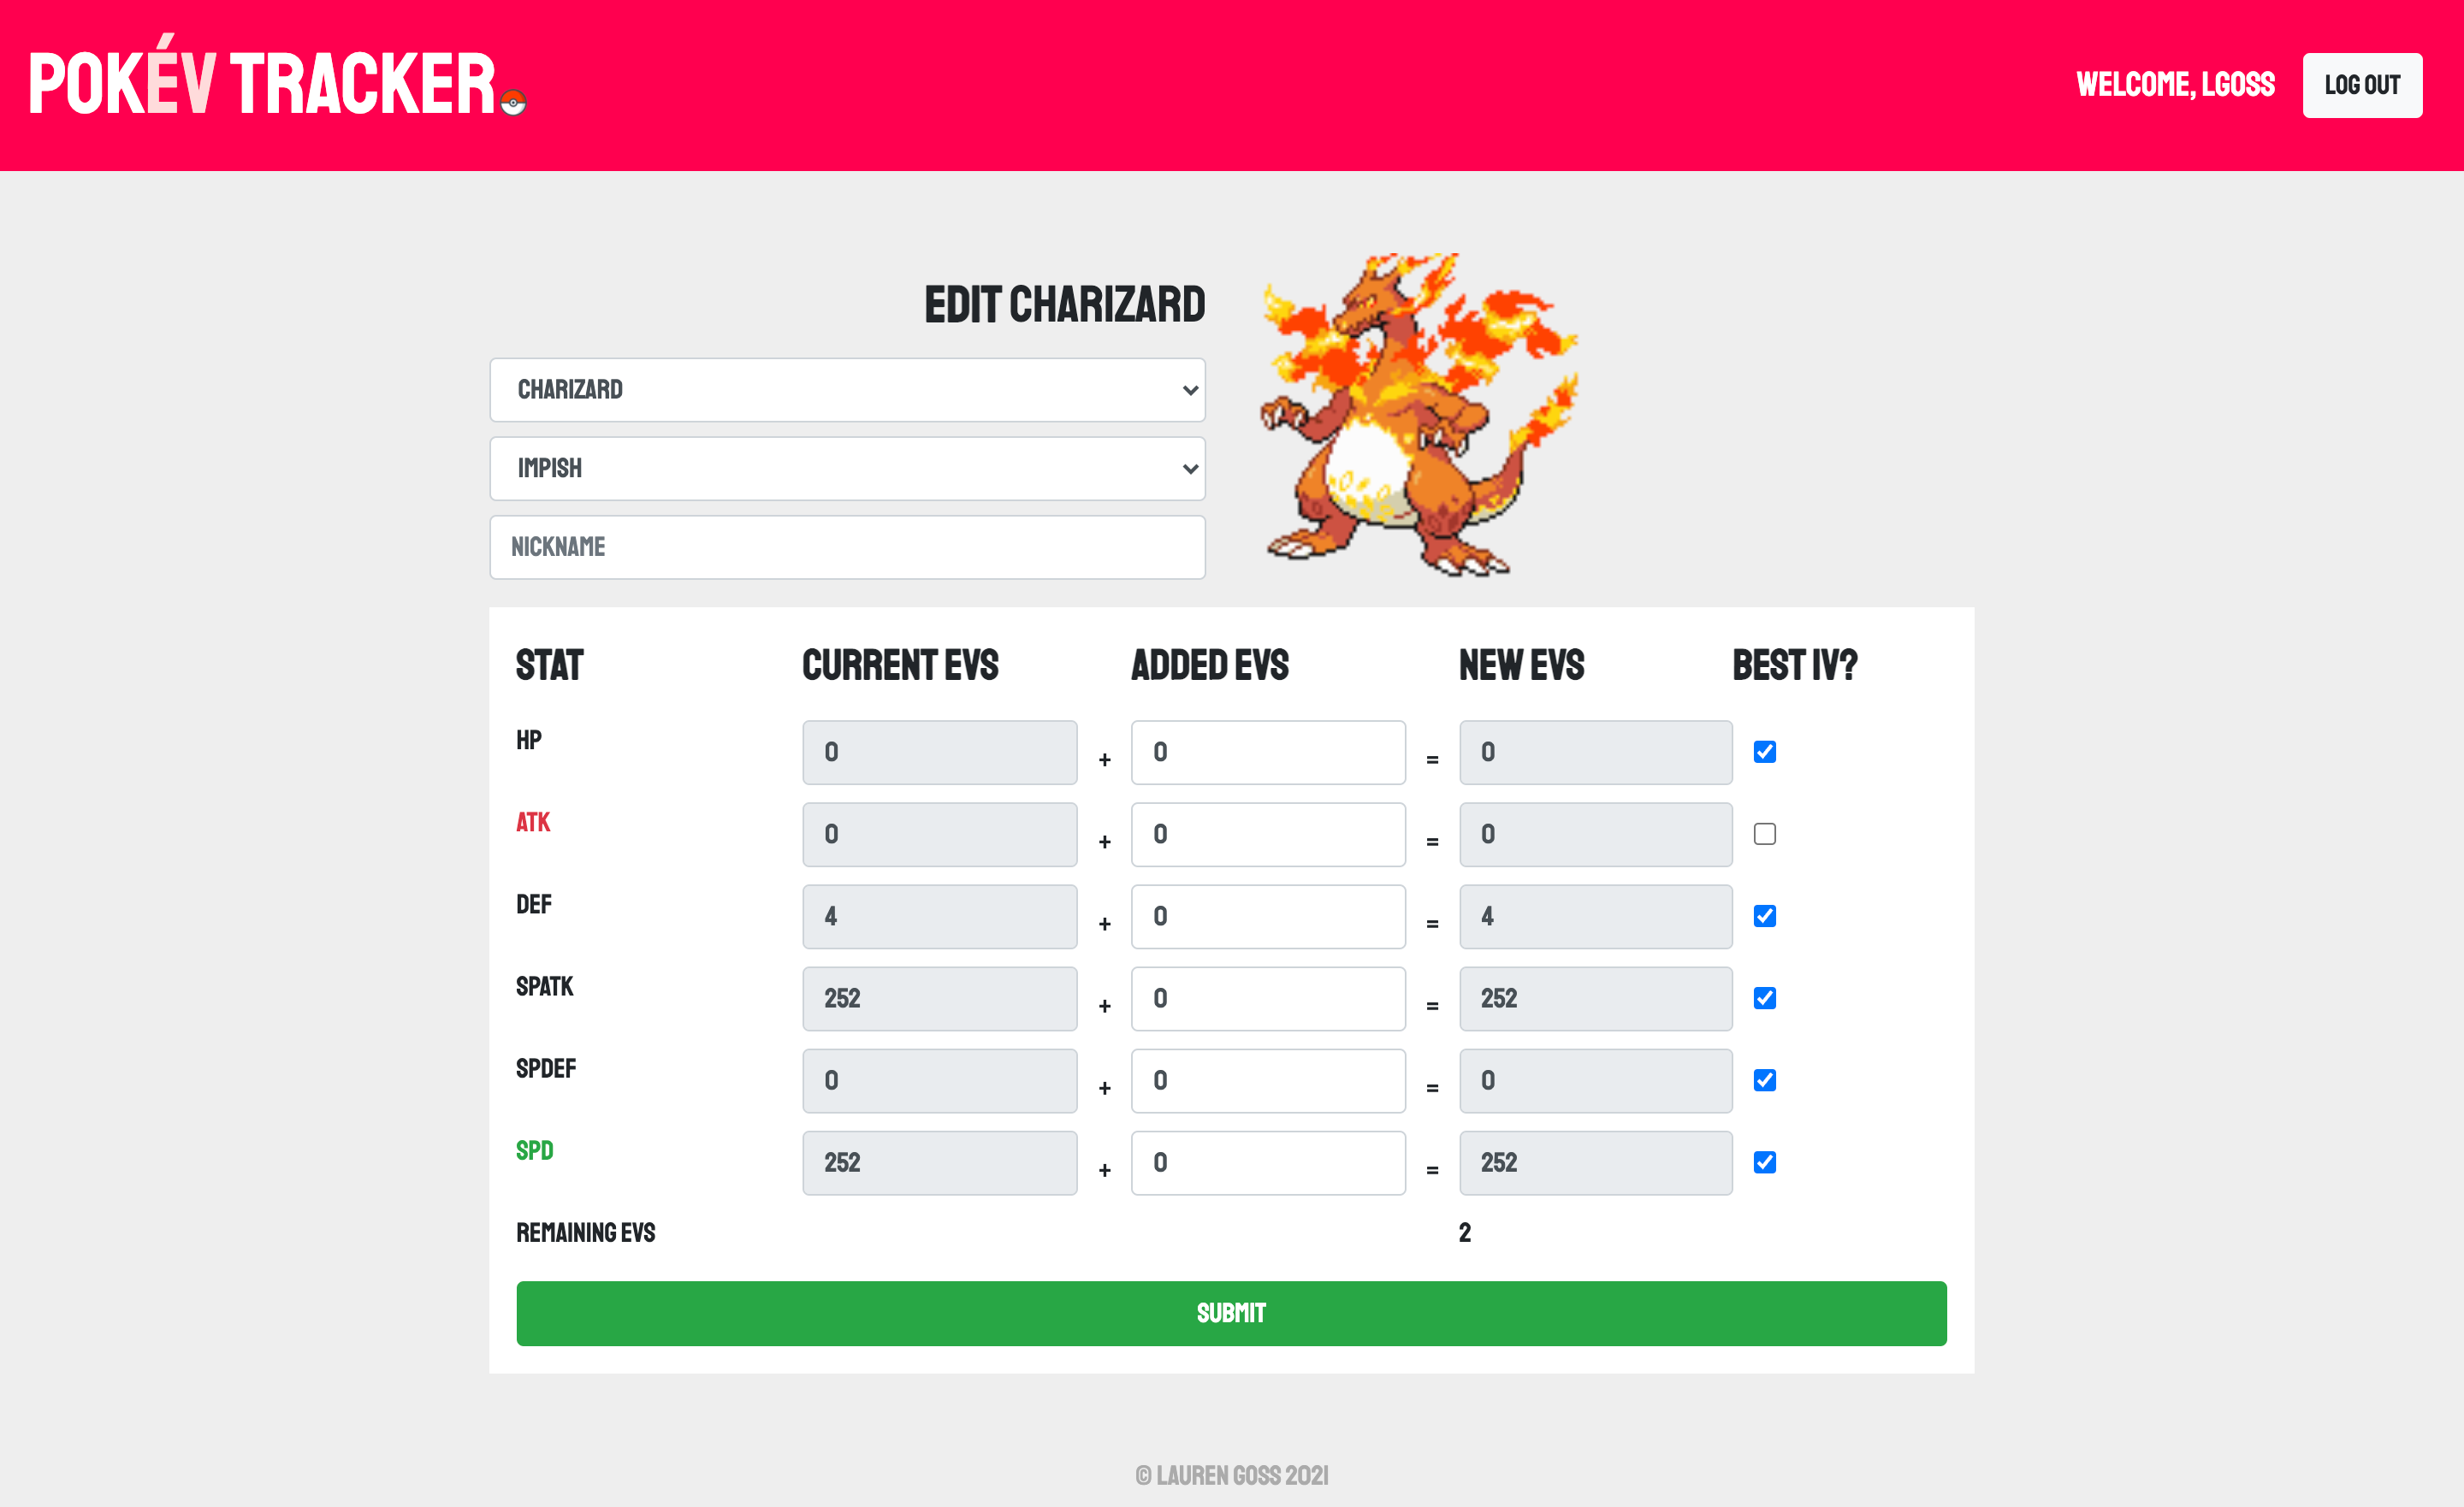 POKÉV TRACKER
WELCOME, LGOSS
LOG OUT
EDIT CHARIZARD
CHARIZARD
IMPISH
NICKNAME
STAT CURRENT EVS ADDED EVS NEW EVS BEST IV?
HP 0 + 0 = 0
ATK 0 + 0 = 0
DEF 4 + 0 = 4
SPATK 252 + 0 = 252
SPDEF 0 + 0 = 0
SPD 252 + 0 = 252
REMAINING EVS 2
SUBMIT
© LAUREN GOSS 2021